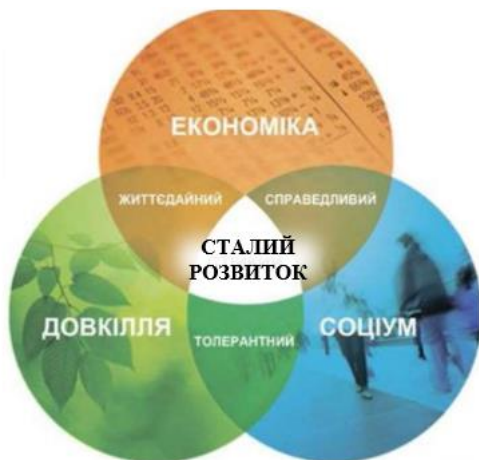 ЕКОНОМІКА
ЖИТТЄДАЙНИЙ
СПРАВЕДЛИВИЙ
СТАЛИЙ
РОЗВИТОК
ДОВКІЛЛЯ
СОЦІУМ
ТОЛЕРАНТНИЙ